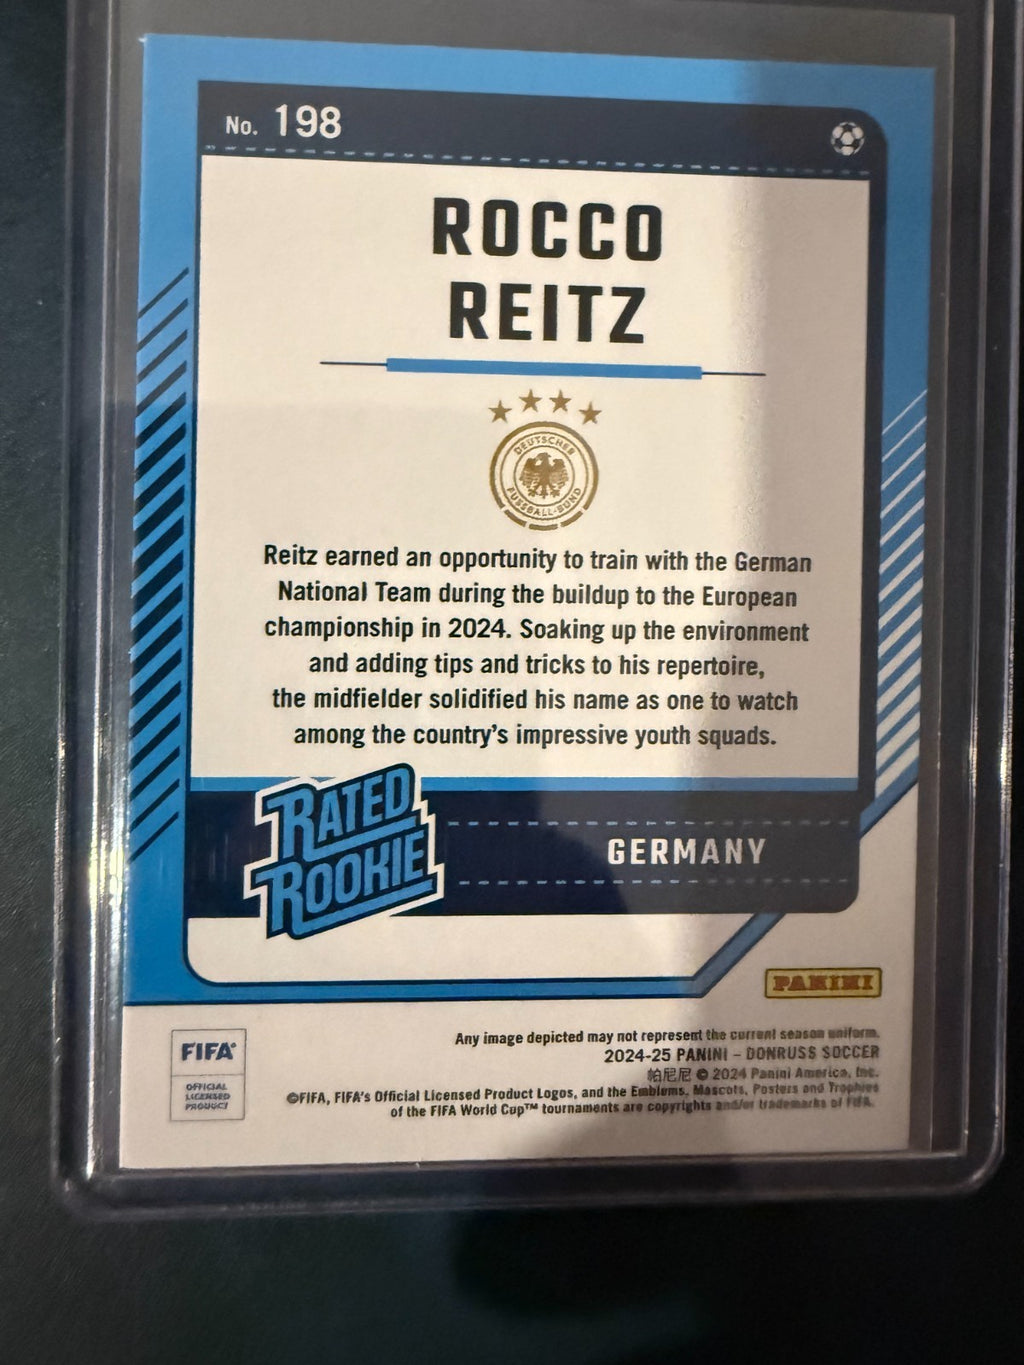 No. 198
ROCCO
REITZ
DEUTSCHER
FUSSBALL-BUND
Reitz earned an opportunity to train with the German
National Team during the buildup to the European
championship in 2024. Soaking up the environment
and adding tips and tricks to his repertoire,
the midfielder solidified his name as one to watch
among the country's impressive youth squads.
RATED
ROOKIE
GERMANY
PANINI
FIFA®
OFFICIAL
LICENSED
PRODUCT
Any image depicted may not represent the current season uniform.
2024-25 PANINI – DONRUSS SOCCER
帕尼尼 © 2024 Panini America, Inc.
©FIFA, FIFA's Official Licensed Product Logos, and the Emblems, Mascots, Posters and Trophies
of the FIFA World Cup™ tournaments are copyrights and/or trademarks of FIFA.